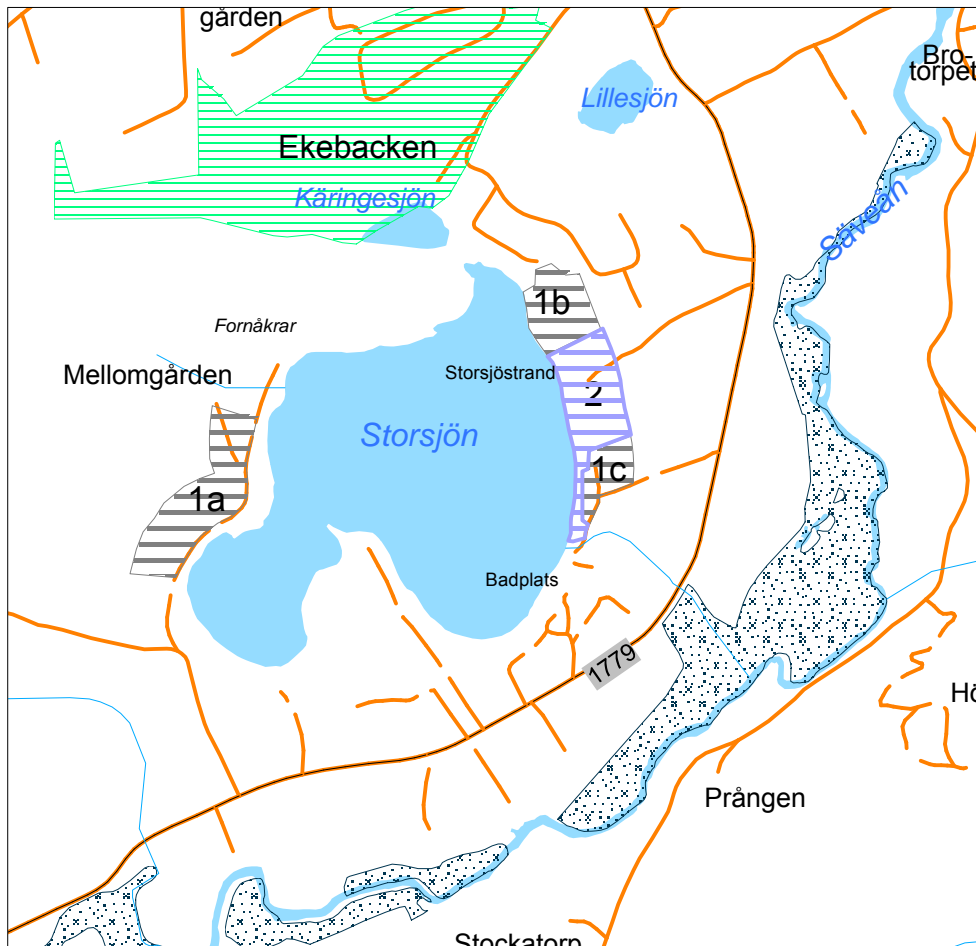 gården
Bro-
torpet
Lillesjön
Ekebacken
Käringesjön
Säveån
1b
Fornåkrar
Mellomgården
Storsjöstrand
2
Storsjön
1c
1a
Badplats
1779
Hö
Prången
Stockatorp